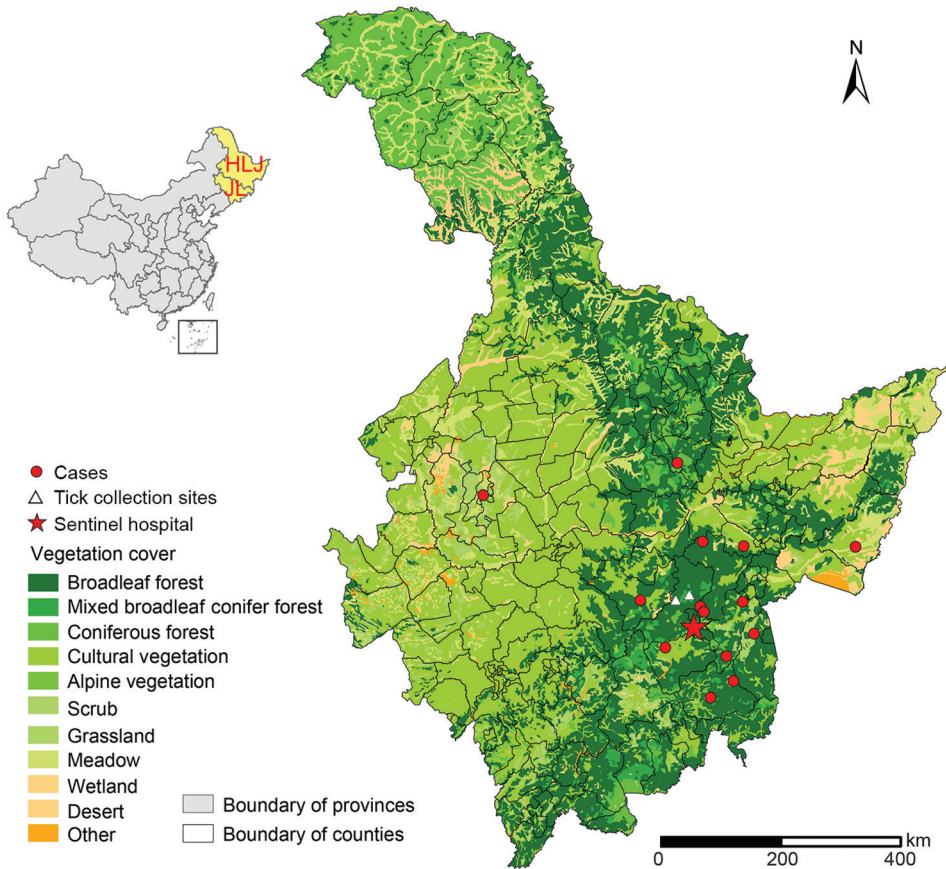 N
HLJ
JL
Cases
Tick collection sites
Sentinel hospital
Vegetation cover
Broadleaf forest
Mixed broadleaf conifer forest
Coniferous forest
Cultural vegetation
Alpine vegetation
Scrub
Grassland
Meadow
Wetland
Desert
Other
Boundary of provinces
Boundary of counties
km
0 200 400